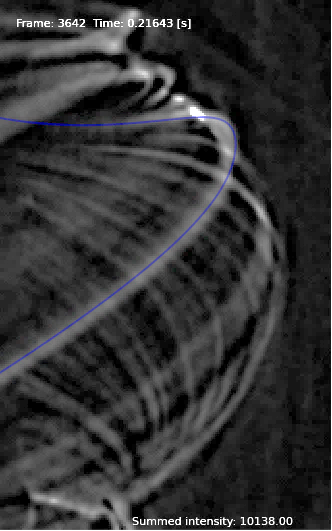 Frame: 3642  Time: 0.21643 [s]
Summed intensity: 10138.00